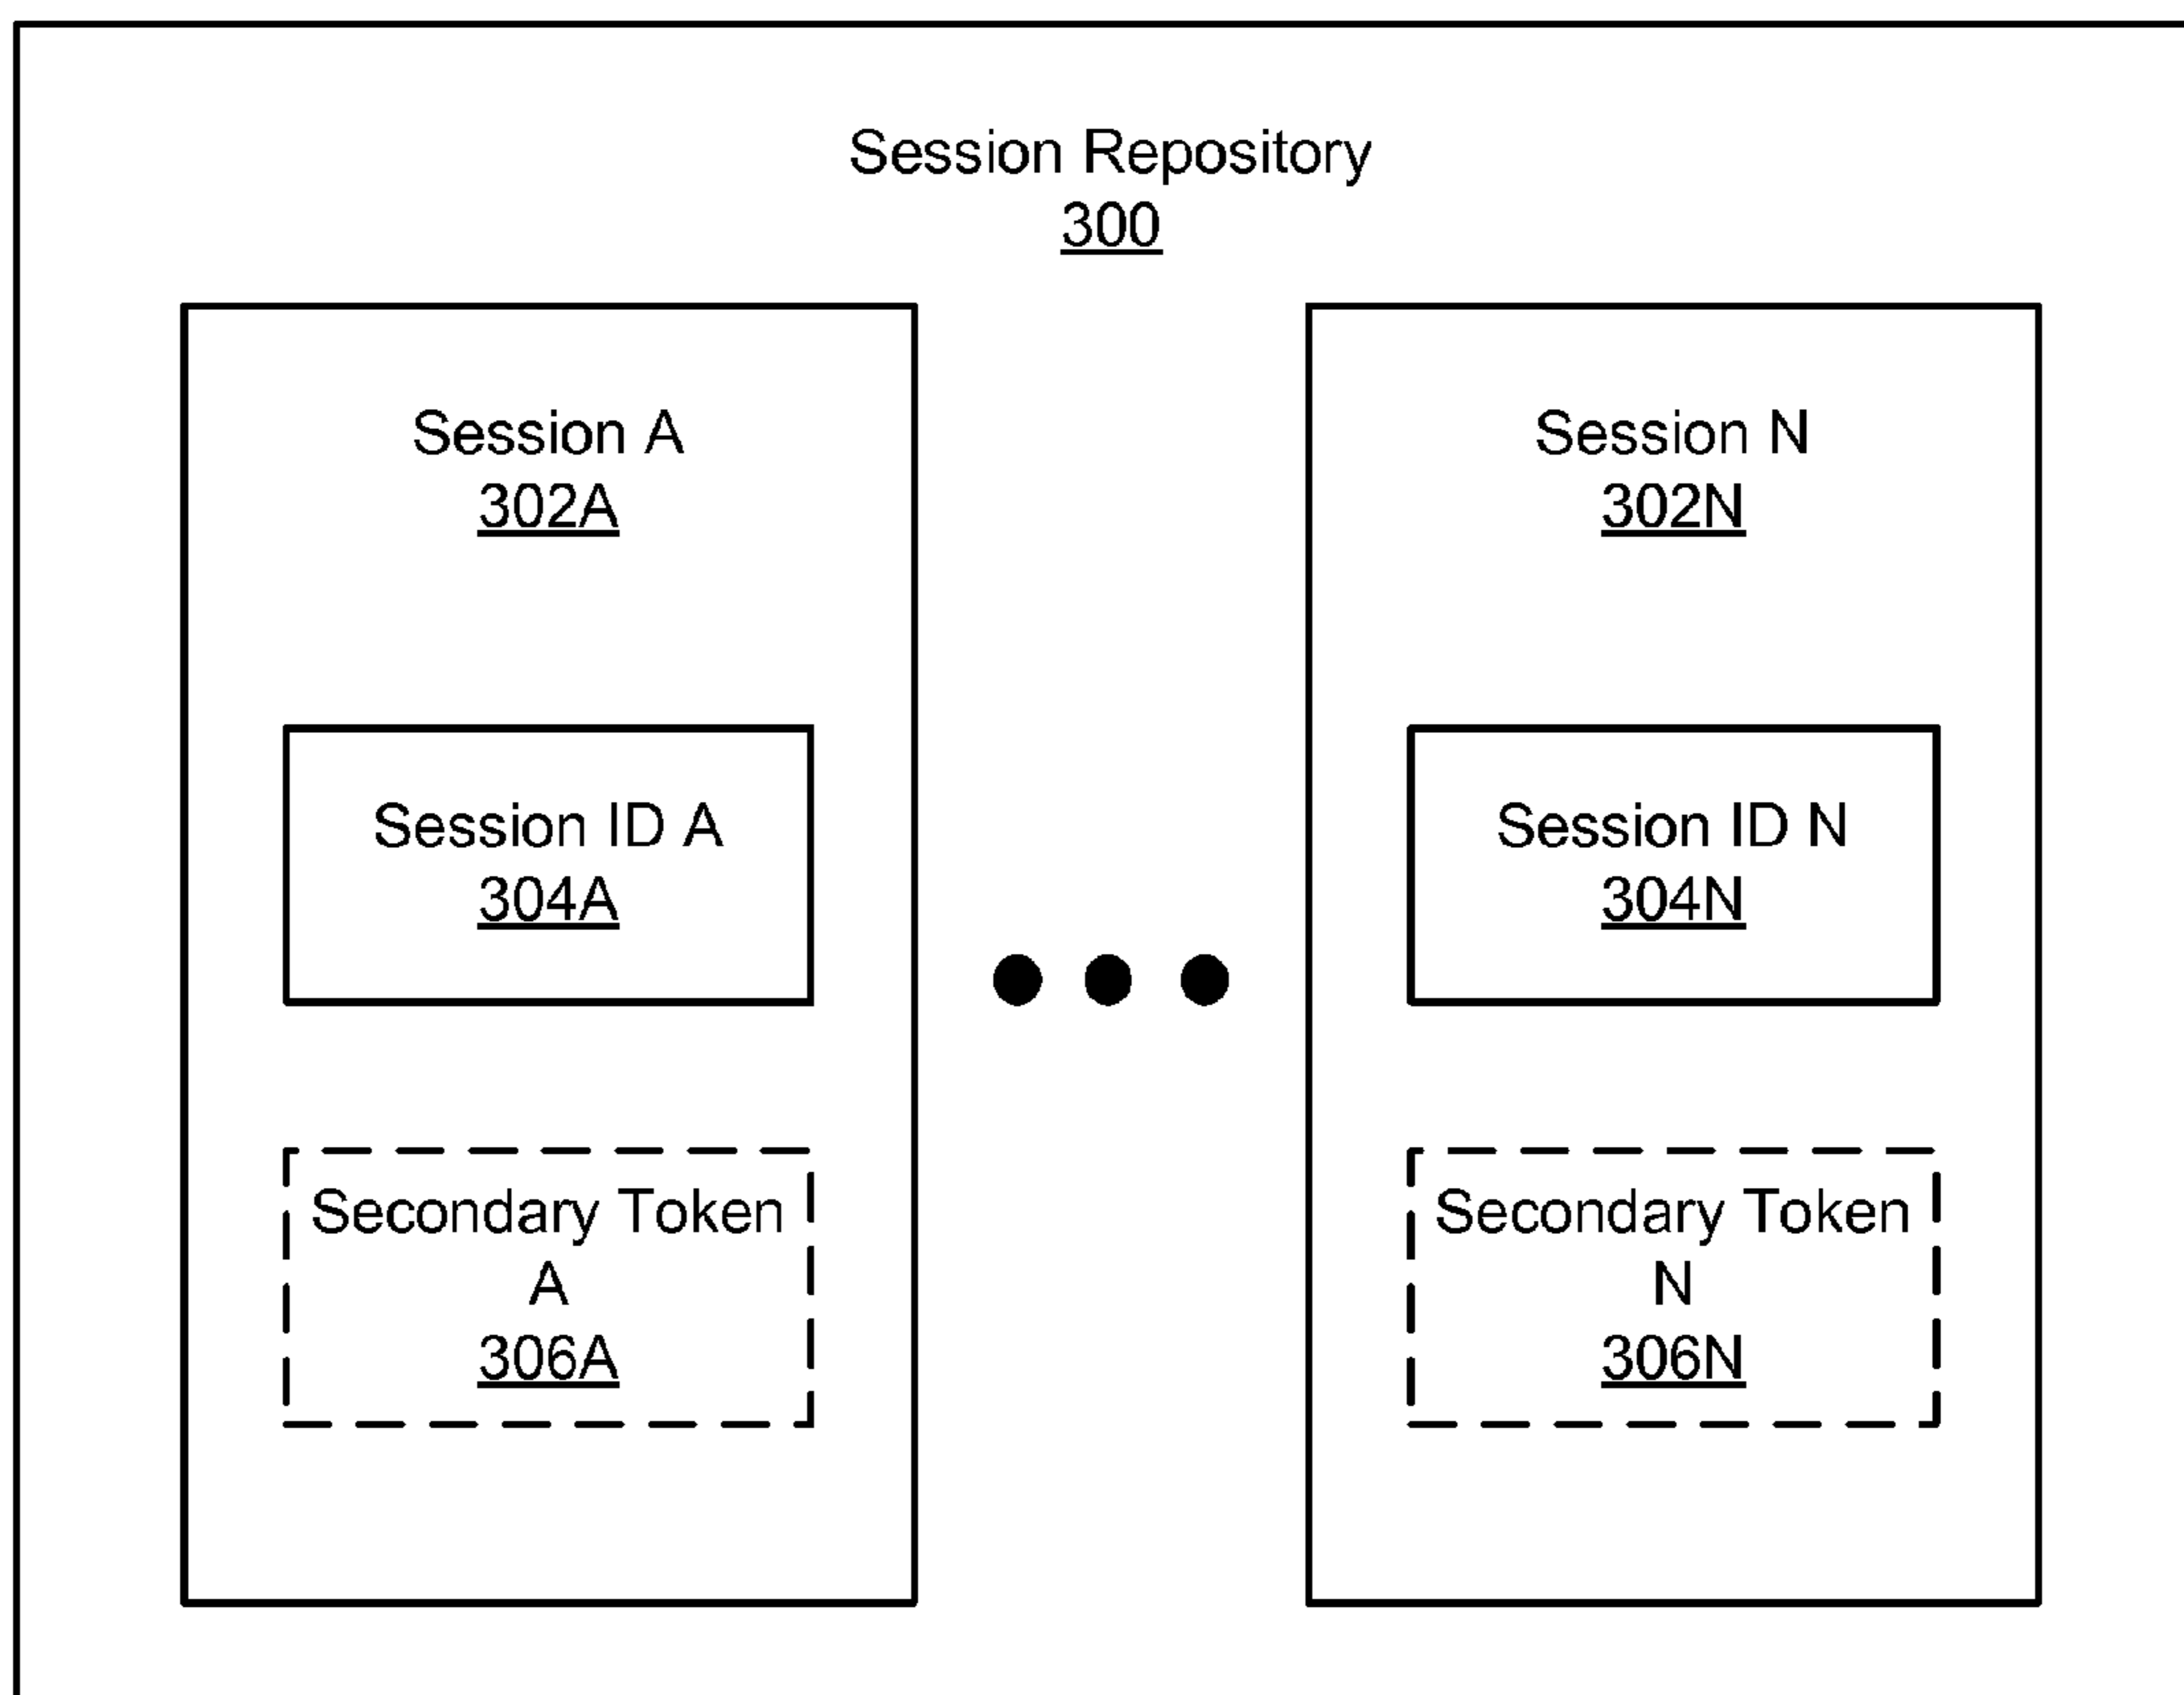 Session Repository
300
Session A
302A
Session ID A
304A
Secondary Token
A
306A
Session N
302N
Session ID N
304N
Secondary Token
N
306N